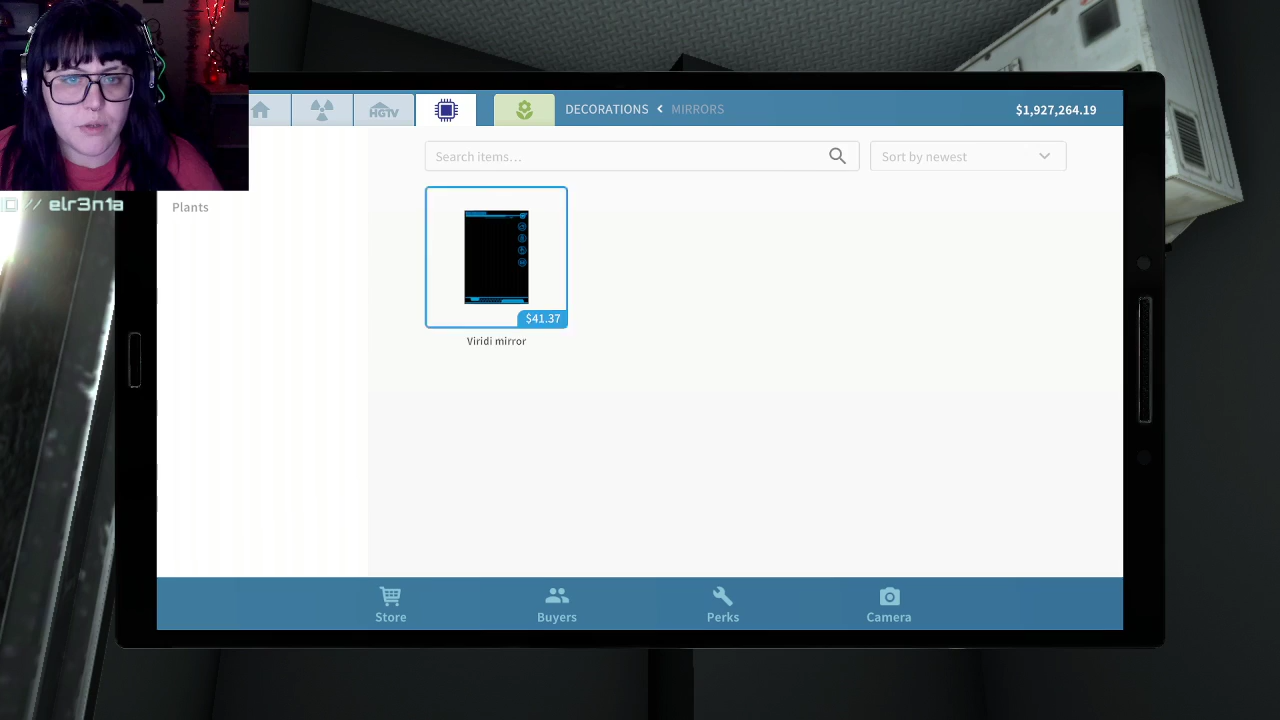 HGTV
DECORATIONS < MIRRORS
$1,927,264.19
Search items...
Sort by newest
// elr3n1a
Plants
$41.37
Viridi mirror
Store
Buyers
Perks
Camera